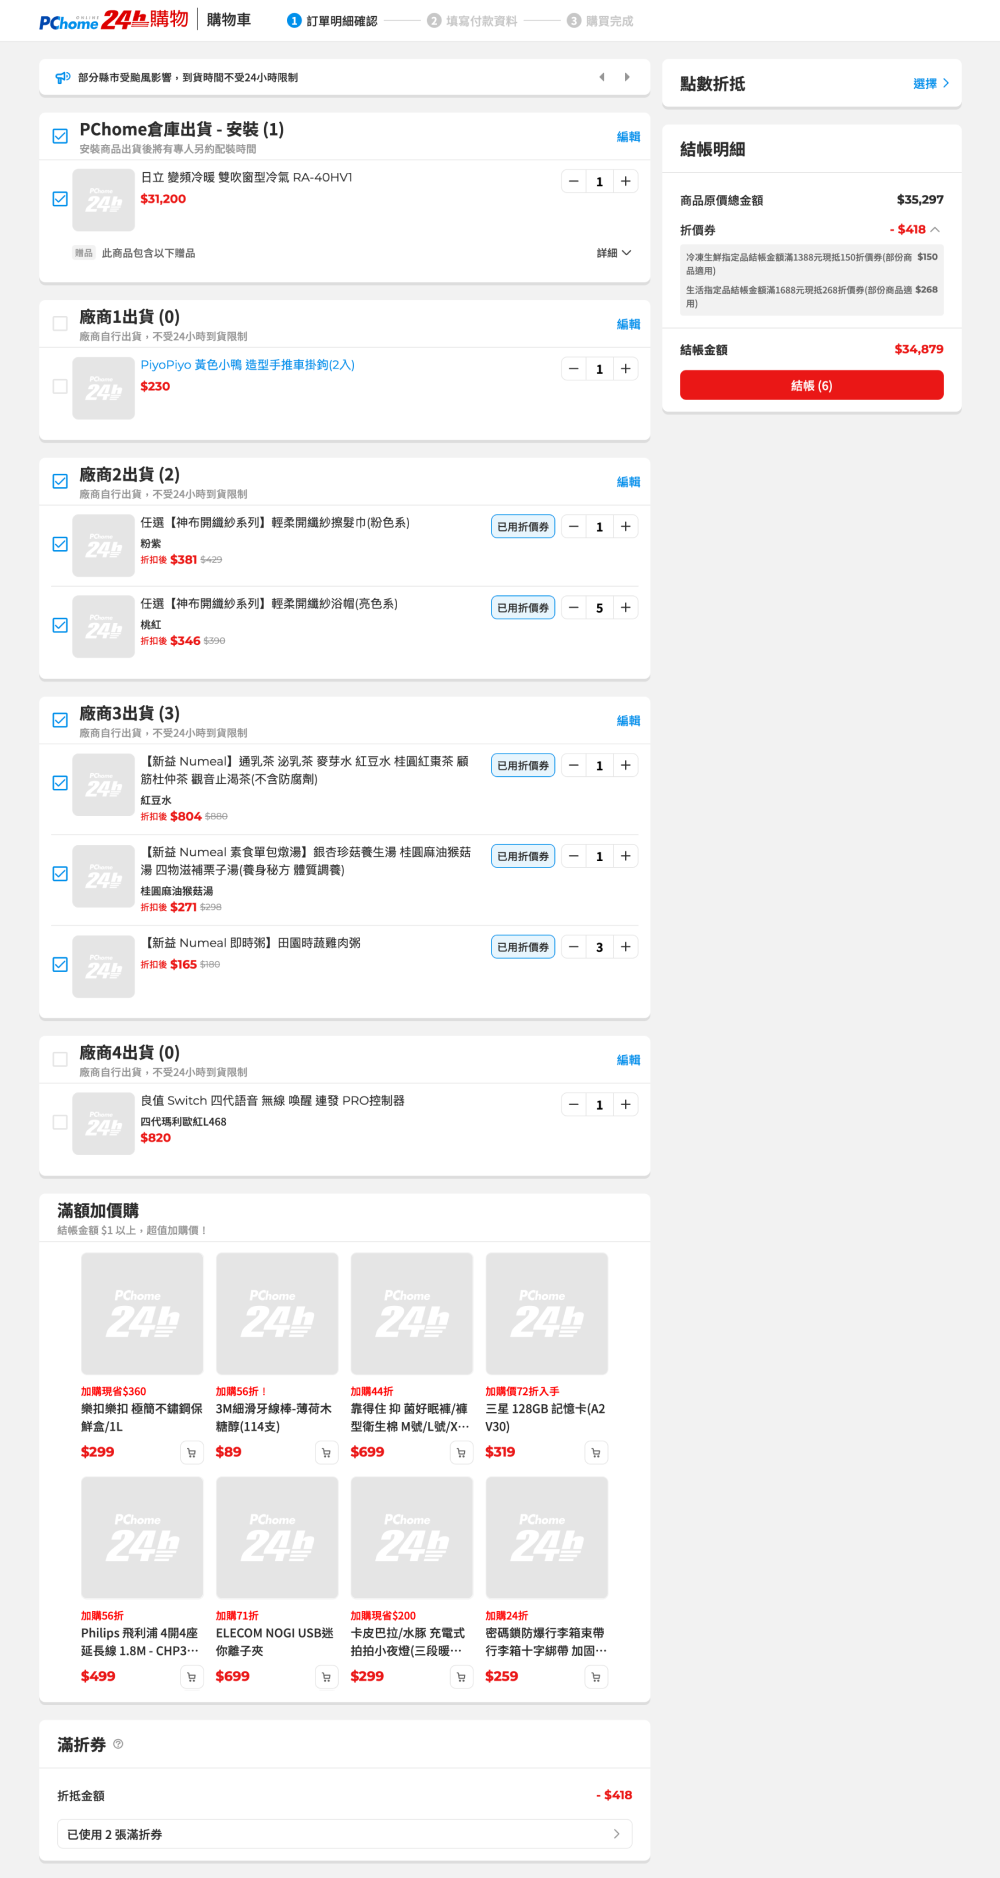 PChome ONLINE 24h購物 購物車 1 訂單明細確認 2 填寫付款資料 3 購買完成
部分縣市受颱風影響，到貨時間不受24小時限制
PChome倉庫出貨 - 安裝 (1)
安裝商品出貨後將有專人另約配裝時間
編輯
PChome 24h
日立 變頻冷暖 雙吹窗型冷氣 RA-40HV1
$31,200
1
贈品 此商品包含以下贈品
詳細
廠商1出貨 (0)
廠商自行出貨，不受24小時到貨限制
編輯
PChome 24h
PiyoPiyo 黃色小鴨 造型手推車掛鉤(2入)
$230
1
廠商2出貨 (2)
廠商自行出貨，不受24小時到貨限制
編輯
PChome 24h
任選【神布開纖紗系列】輕柔開纖紗擦髮巾(粉色系)
粉紫
折扣後 $381 $429
已用折價券
1
PChome 24h
任選【神布開纖紗系列】輕柔開纖紗浴帽(亮色系)
桃紅
折扣後 $346 $390
已用折價券
5
廠商3出貨 (3)
廠商自行出貨，不受24小時到貨限制
編輯
PChome 24h
【新益 Numeal】通乳茶 泌乳茶 麥芽水 紅豆水 桂圓紅棗茶 顧
筋杜仲茶 觀音止渴茶(不含防腐劑)
紅豆水
折扣後 $804 $880
已用折價券
1
PChome 24h
【新益 Numeal 素食單包燉湯】銀杏珍菇養生湯 桂圓麻油猴菇
湯 四物滋補栗子湯(養身秘方 體質調養)
桂圓麻油猴菇湯
折扣後 $271 $298
已用折價券
1
PChome 24h
【新益 Numeal 即時粥】田園時蔬雞肉粥
折扣後 $165 $180
已用折價券
3
廠商4出貨 (0)
廠商自行出貨，不受24小時到貨限制
編輯
PChome 24h
良值 Switch 四代語音 無線 喚醒 連發 PRO控制器
四代瑪利歐紅L468
$820
1
滿額加價購
結帳金額 $1 以上，超值加購價！
PChome 24h
加購現省$360
樂扣樂扣 極簡不鏽鋼保
鮮盒/1L
$299
PChome 24h
加購56折！
3M細滑牙線棒-薄荷木
糖醇(114支)
$89
PChome 24h
加購44折
靠得住 抑菌好眠褲/褲
型衛生棉 M號/L號/X⋯
$699
PChome 24h
加購價72折入手
三星 128GB 記憶卡(A2
V30)
$319
PChome 24h
加購56折
Philips 飛利浦 4開4座
延長線 1.8M - CHP3⋯
$499
PChome 24h
加購71折
ELECOM NOGI USB迷
你離子夾
$699
PChome 24h
加購現省$200
卡皮巴拉/水豚 充電式
拍拍小夜燈(三段暖⋯
$299
PChome 24h
加購24折
密碼鎖防爆行李箱束帶
行李箱十字綁帶 加固⋯
$259
滿折券
折抵金額 - $418
已使用 2 張滿折券
點數折抵 選擇
結帳明細
商品原價總金額 $35,297
折價券 - $418
冷凍生鮮指定品結帳金額滿1388元現抵150折價券(部份商 $150
品適用)
生活指定品結帳金額滿1688元現抵268折價券(部份商品適 $268
用)
結帳金額 $34,879
結帳 (6)